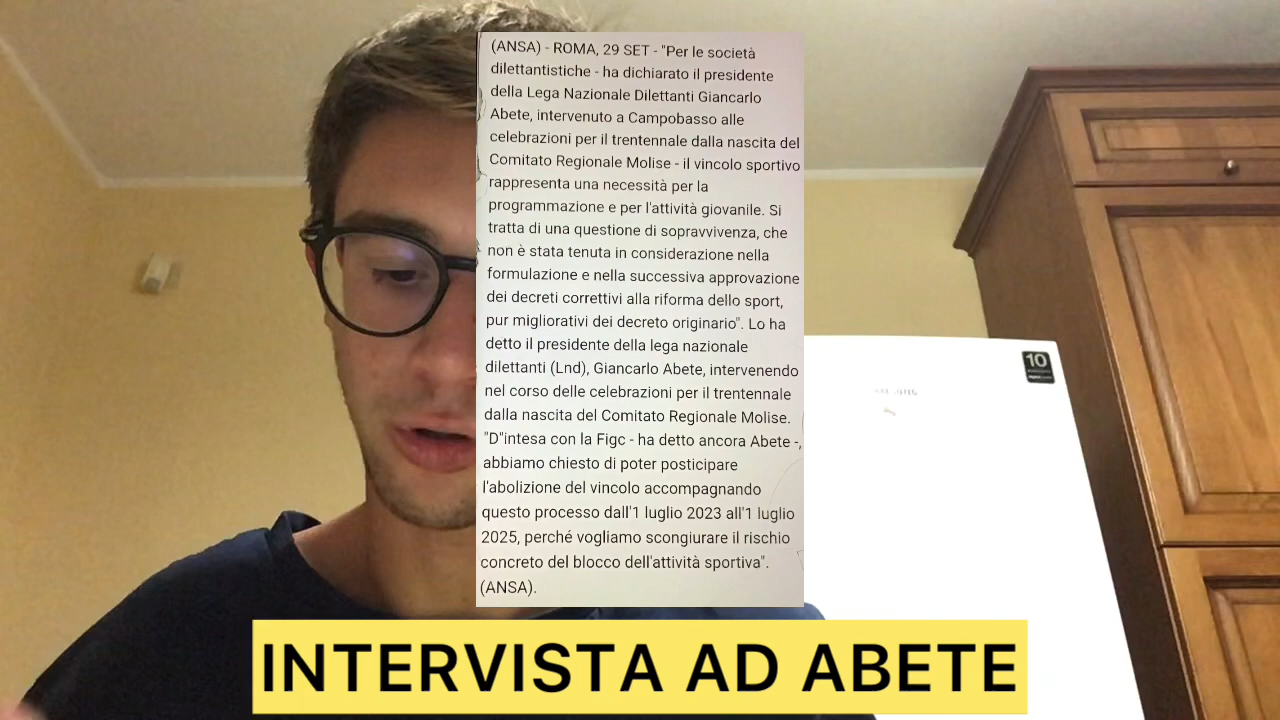 (ANSA) - ROMA, 29 SET - "Per le società
dilettantistiche - ha dichiarato il presidente
della Lega Nazionale Dilettanti Giancarlo
Abete, intervenuto a Campobasso alle
celebrazioni per il trentennale dalla nascita del
Comitato Regionale Molise - il vincolo sportivo
rappresenta una necessità per la
programmazione e per l'attività giovanile. Si
tratta di una questione di sopravvivenza, che
non è stata tenuta in considerazione nella
formulazione e nella successiva approvazione
dei decreti correttivi alla riforma dello sport,
pur migliorativi dei decreto originario". Lo ha
detto il presidente della lega nazionale
dilettanti (Lnd), Giancarlo Abete, intervenendo
nel corso delle celebrazioni per il trentennale
dalla nascita del Comitato Regionale Molise.
"D"intesa con la Figc - ha detto ancora Abete -,
abbiamo chiesto di poter posticipare
l'abolizione del vincolo accompagnando
questo processo dall'1 luglio 2023 all'1 luglio
2025, perché vogliamo scongiurare il rischio
concreto del blocco dell'attività sportiva".
(ANSA).
10
INTERVISTA AD ABETE